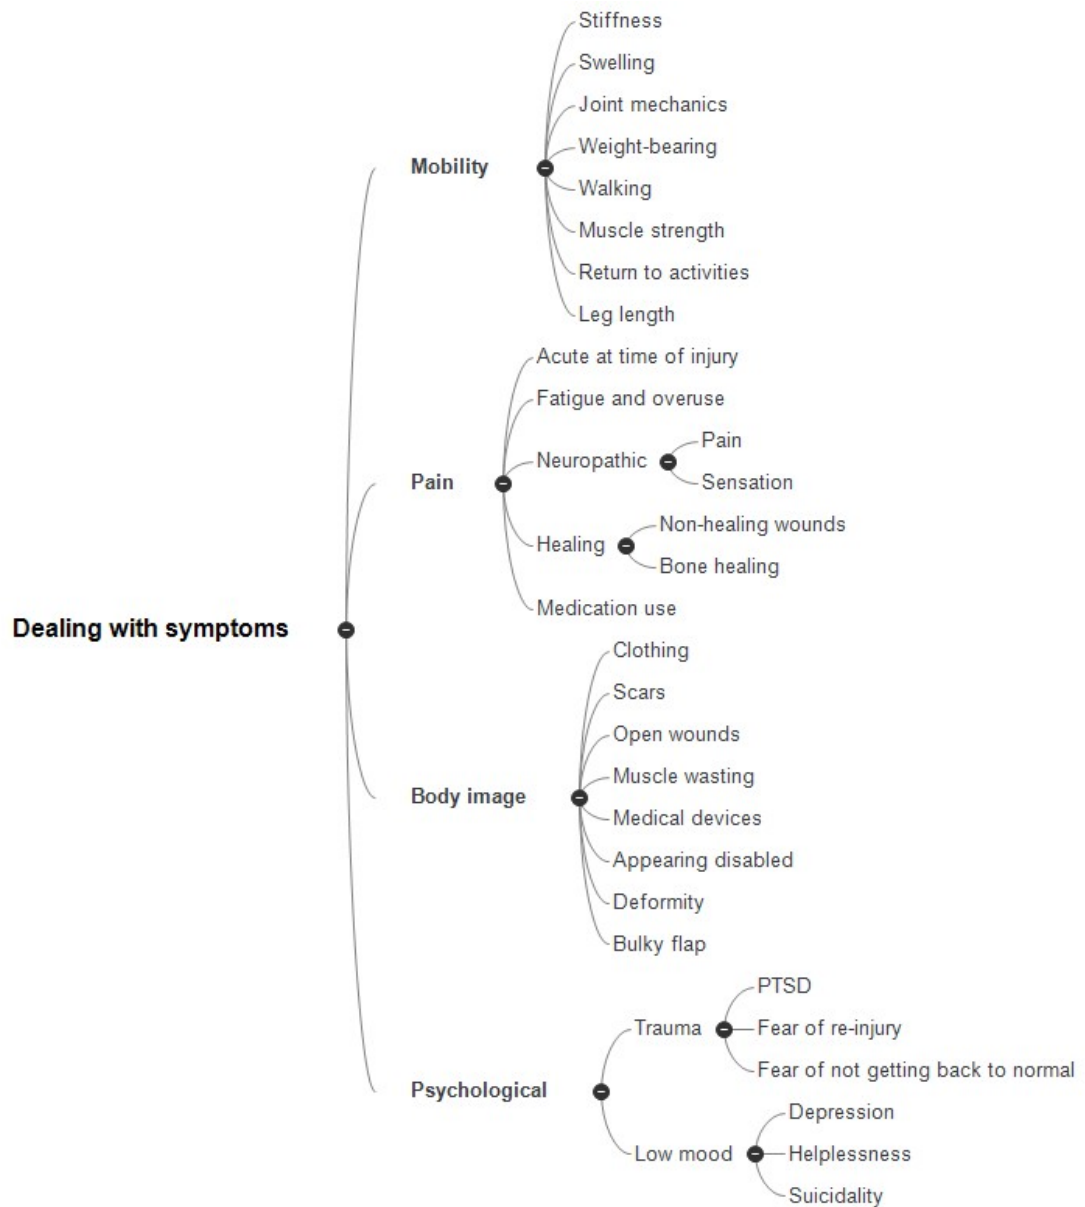 Dealing with symptoms
Mobility
Stiffness
Swelling
Joint mechanics
Weight-bearing
Walking
Muscle strength
Return to activities
Leg length
Pain
Acute at time of injury
Fatigue and overuse
Neuropathic
Pain
Sensation
Healing
Non-healing wounds
Bone healing
Medication use
Body image
Clothing
Scars
Open wounds
Muscle wasting
Medical devices
Appearing disabled
Deformity
Bulky flap
Psychological
Trauma
PTSD
Fear of re-injury
Fear of not getting back to normal
Low mood
Depression
Helplessness
Suicidality